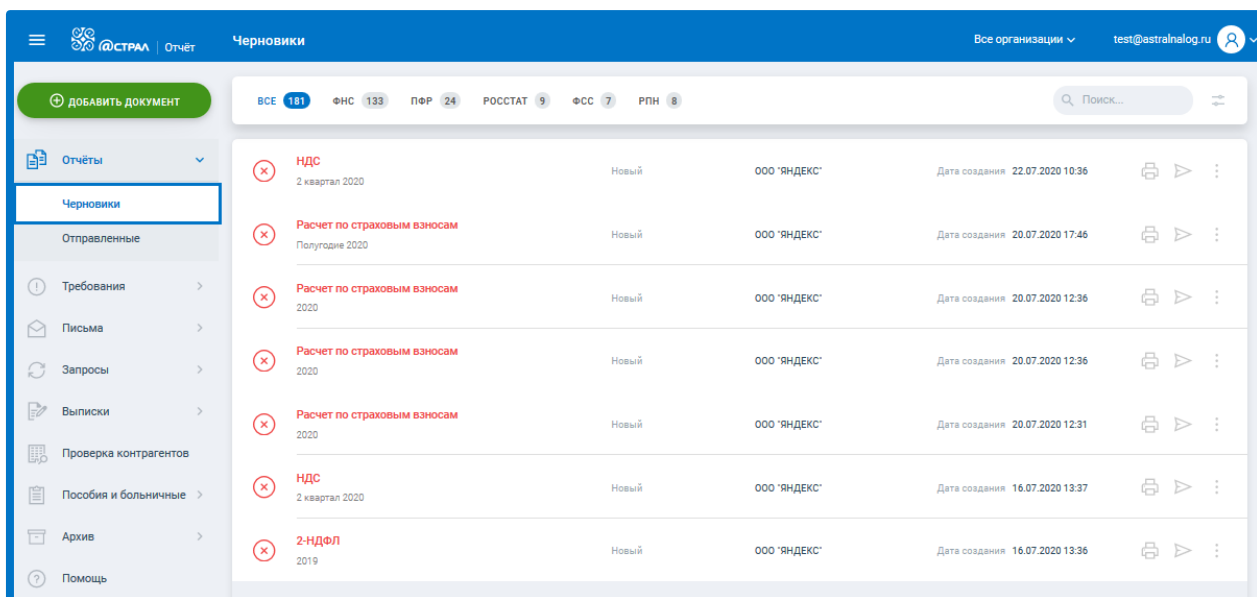 @СТРАЛ | Отчёт
Черновики
Все организации
test@astralnalog.ru
ДОБАВИТЬ ДОКУМЕНТ
ВСЕ 181 ФНС 133 ПФР 24 РОССТАТ 9 ФСС 7 РПН 8
Поиск...
Отчёты
Черновики
Отправленные
Требования
Письма
Запросы
Выписки
Проверка контрагентов
Пособия и больничные
Архив
Помощь
НДС
2 квартал 2020
Новый ООО "ЯНДЕКС" Дата создания 22.07.2020 10:36
Расчет по страховым взносам
Полугодие 2020
Новый ООО "ЯНДЕКС" Дата создания 20.07.2020 17:46
Расчет по страховым взносам
2020
Новый ООО "ЯНДЕКС" Дата создания 20.07.2020 12:36
Расчет по страховым взносам
2020
Новый ООО "ЯНДЕКС" Дата создания 20.07.2020 12:36
Расчет по страховым взносам
2020
Новый ООО "ЯНДЕКС" Дата создания 20.07.2020 12:31
НДС
2 квартал 2020
Новый ООО "ЯНДЕКС" Дата создания 16.07.2020 13:37
2-НДФЛ
2019
Новый ООО "ЯНДЕКС" Дата создания 16.07.2020 13:36